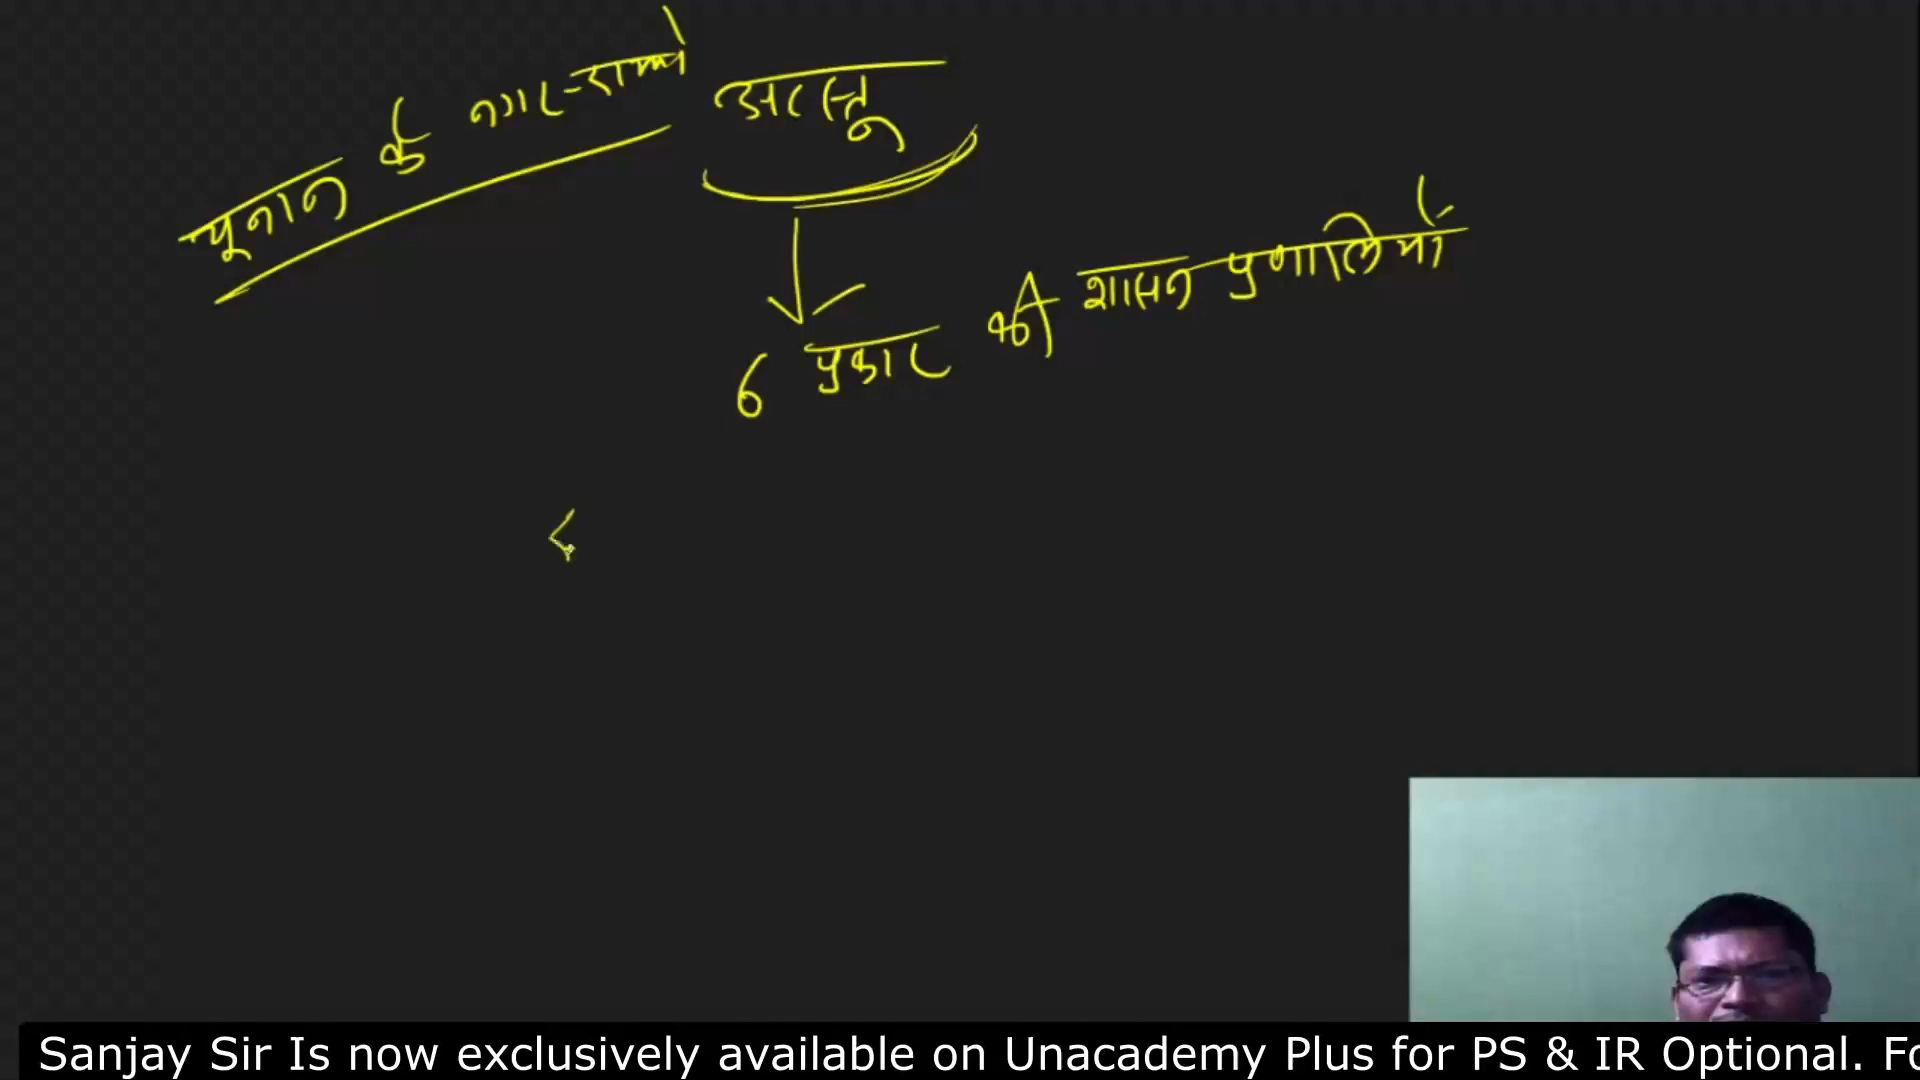 यूनान के नगर-राज्यों
अरस्तू
6 प्रकार की शासन प्रणालियाँ
Sanjay Sir Is now exclusively available on Unacademy Plus for PS & IR Optional. Fo